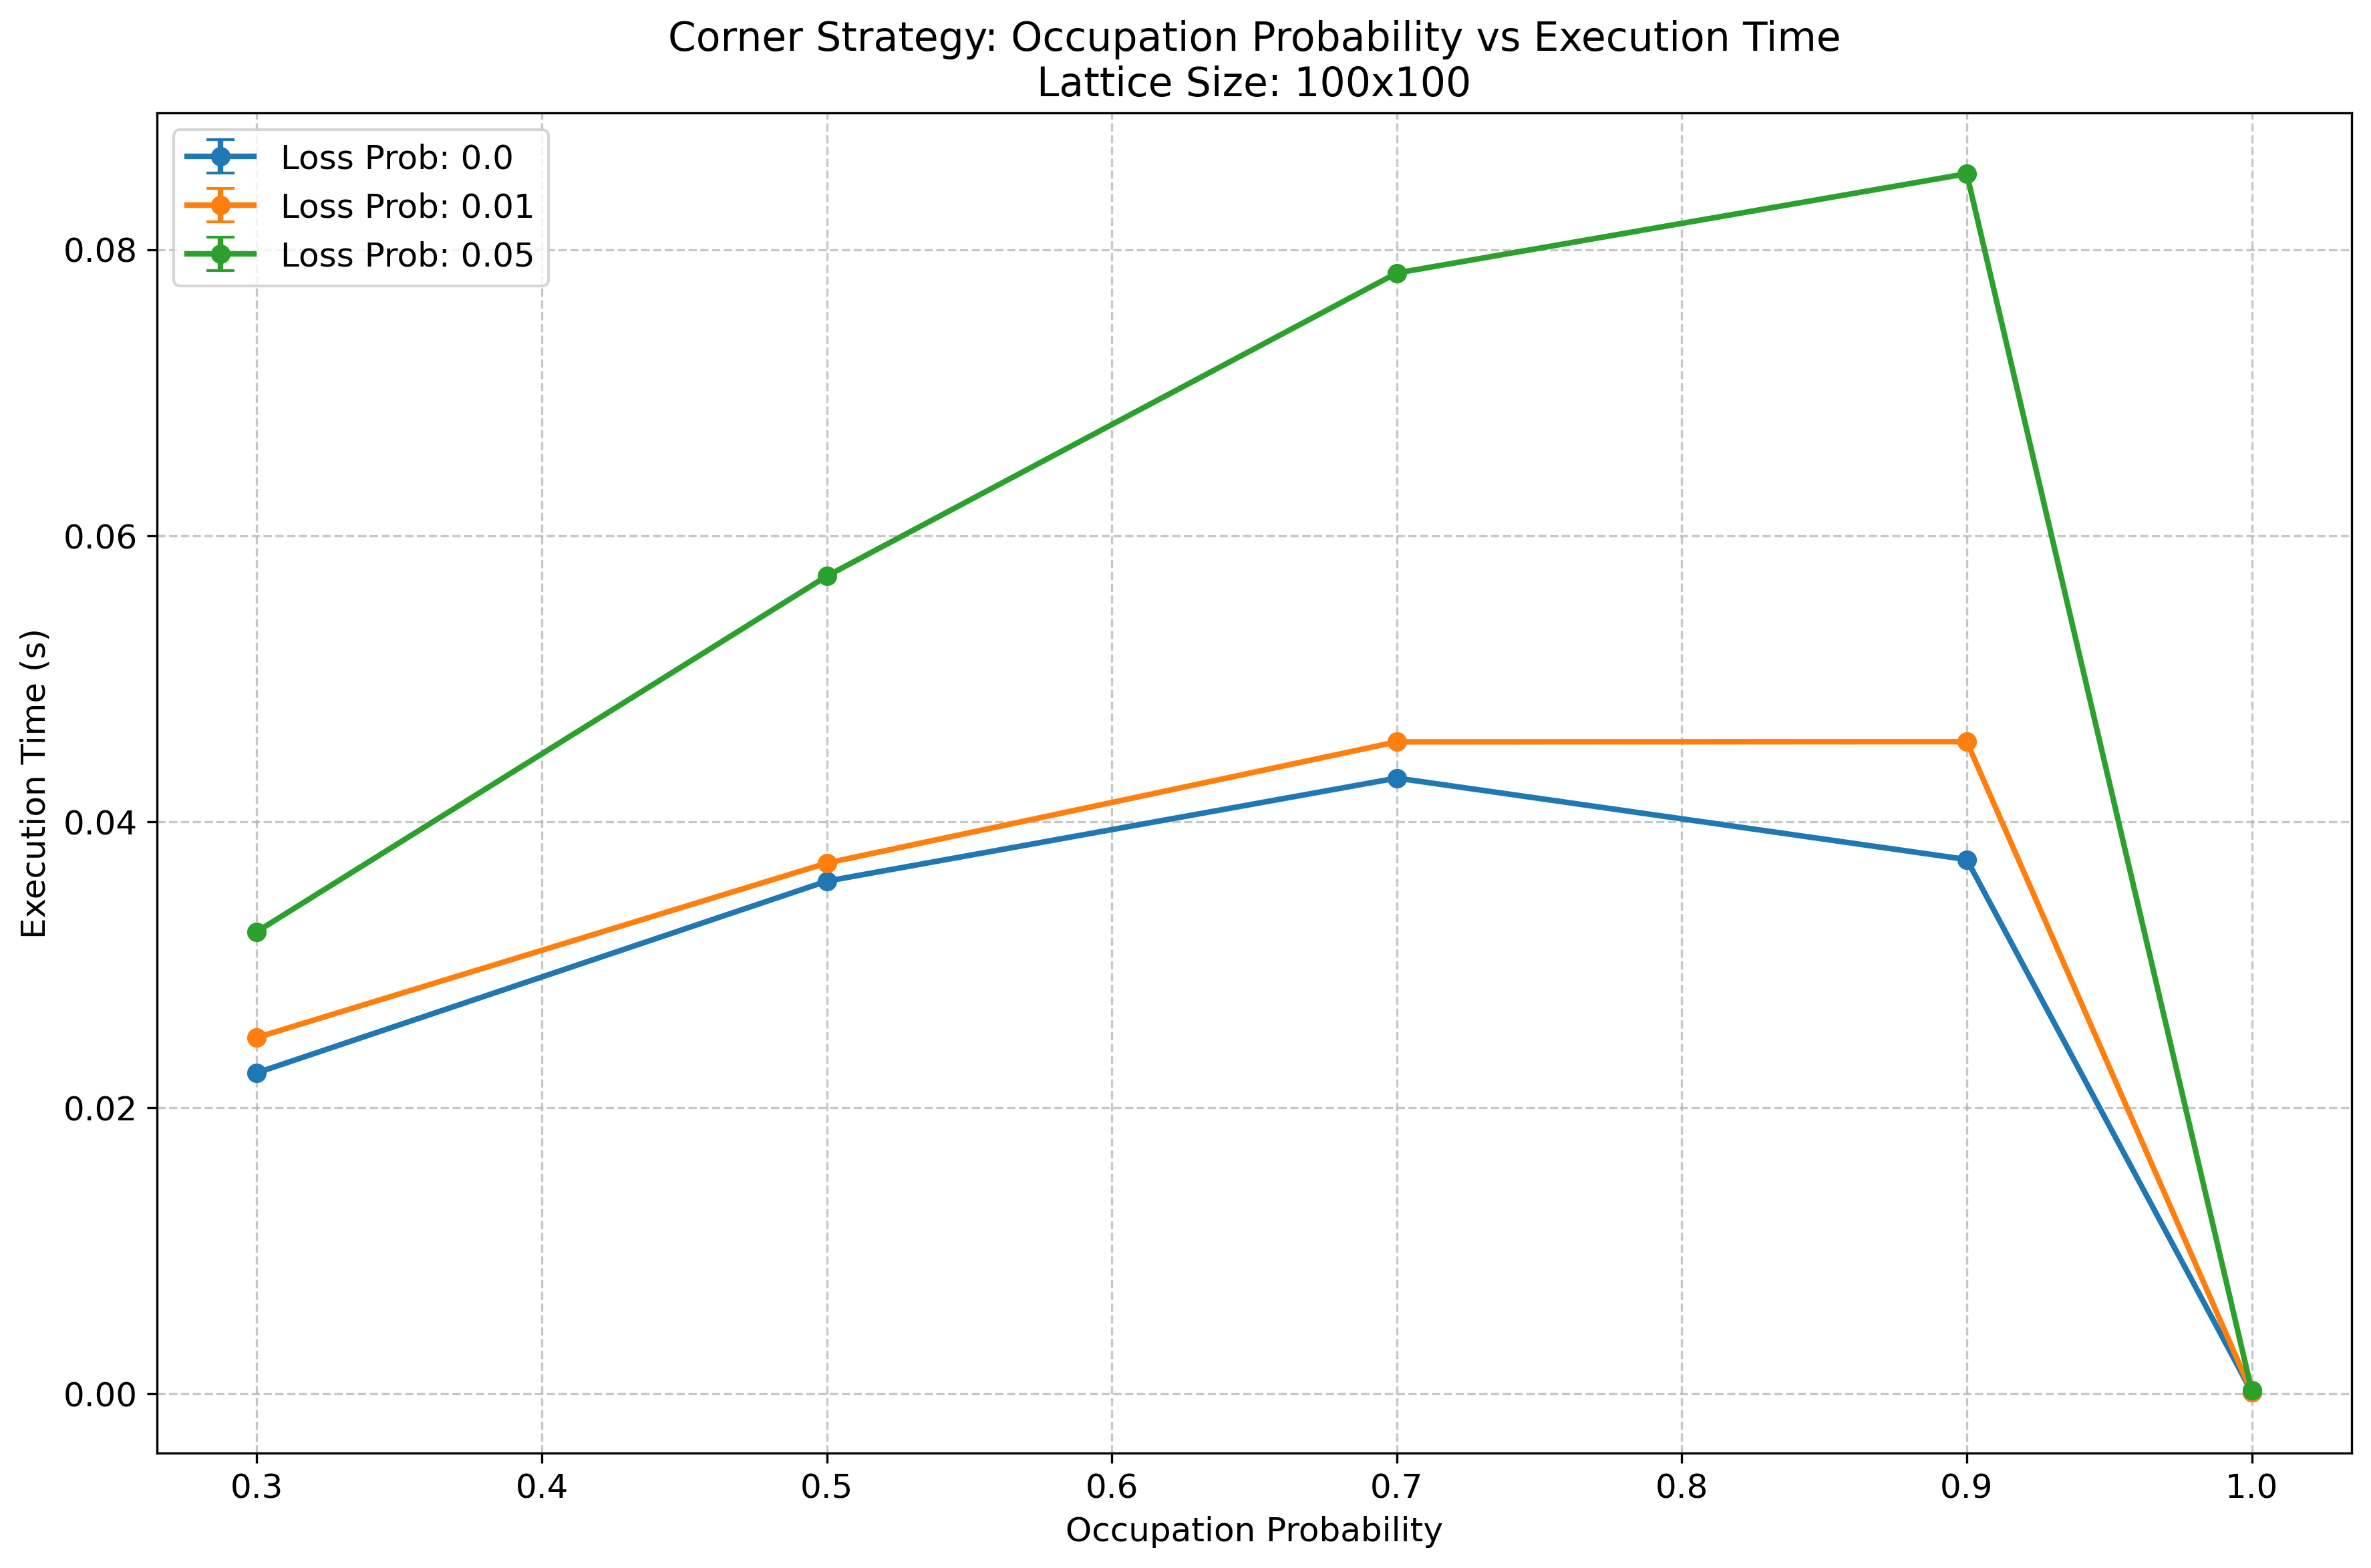 Corner Strategy: Occupation Probability vs Execution Time
Lattice Size: 100x100
Loss Prob: 0.0
Loss Prob: 0.01
Loss Prob: 0.05
0.08
0.06
0.04
0.02
0.00
Execution Time (s)
0.3 0.4 0.5 0.6 0.7 0.8 0.9 1.0
Occupation Probability